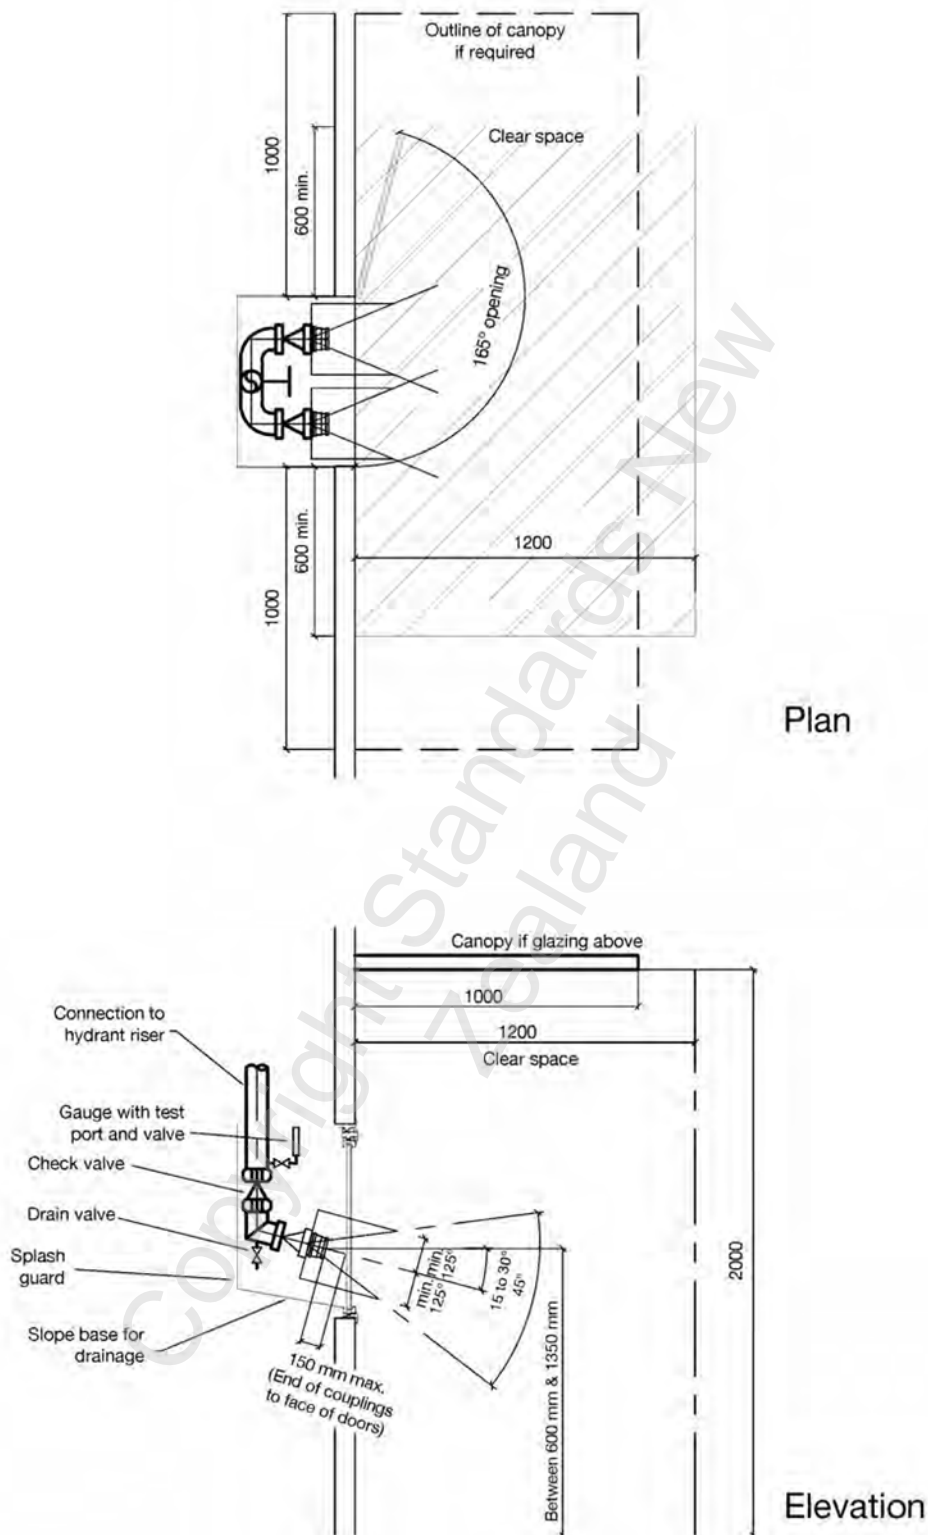 Outline of canopy
if required
Clear space
1000
600 min.
165° opening
600 min.
1000
1200
Plan
Canopy if glazing above
1000
1200
Clear space
Connection to
hydrant riser
Gauge with test
port and valve
Check valve
Drain valve
Splash
guard
Slope base for
drainage
150 mm max.
(End of couplings
to face of doors)
min. min.
125° 125°
15 to 30°
45°
Between 600 mm & 1350 mm
2000
Elevation
Copyright Standards New
Zealand